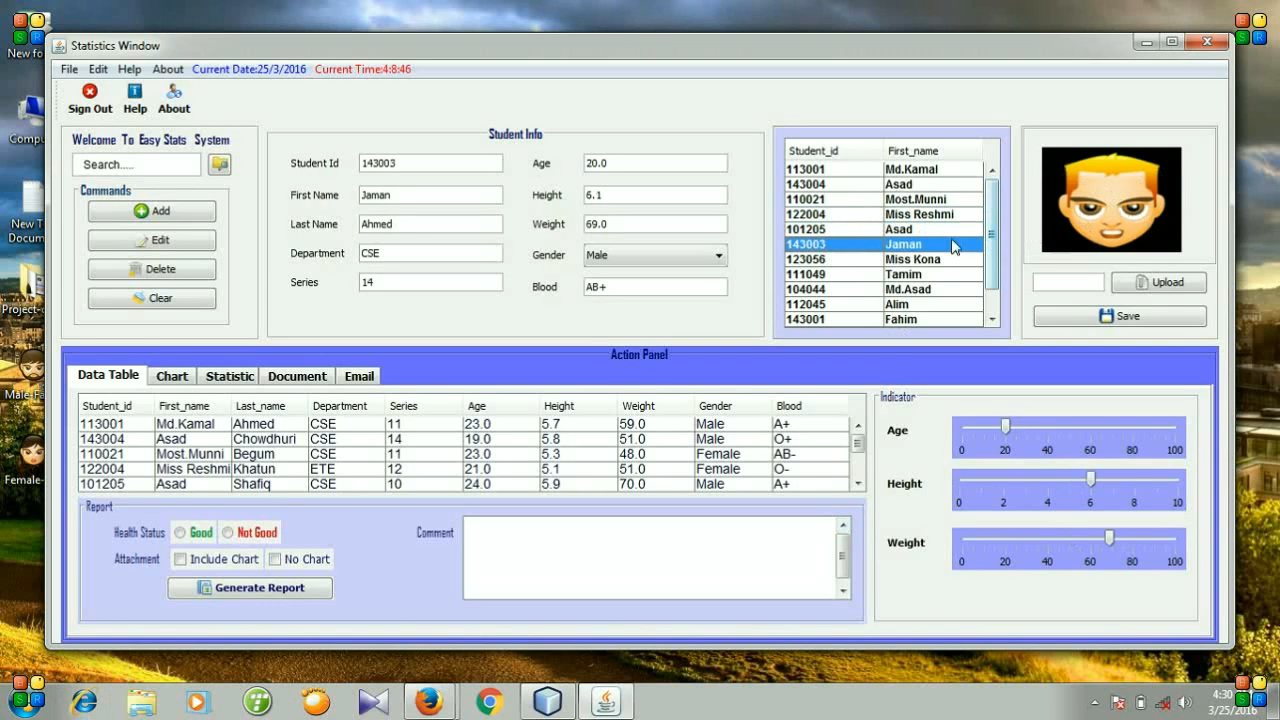 Statistics Window
File Edit Help About Current Date:25/3/2016 Current Time:4:8:46
Sign Out Help About
Welcome To Easy Stats System
Search.....
Commands
Add
Edit
Delete
Clear
Student Info
Student Id 143003 Age 20.0
First Name Jaman Height 6.1
Last Name Ahmed Weight 69.0
Department CSE Gender Male
Series 14 Blood AB+
Student_id First_name
113001 Md.Kamal
143004 Asad
110021 Most.Munni
122004 Miss Reshmi
101205 Asad
143003 Jaman
123056 Miss Kona
111049 Tamim
104044 Md.Asad
112045 Alim
143001 Fahim
Upload
Save
Action Panel
Data Table Chart Statistic Document Email
Student_id First_name Last_name Department Series Age Height Weight Gender Blood
113001 Md.Kamal Ahmed CSE 11 23.0 5.7 59.0 Male A+
143004 Asad Chowdhuri CSE 14 19.0 5.8 51.0 Male O+
110021 Most.Munni Begum CSE 11 23.0 5.3 48.0 Female AB-
122004 Miss Reshmi Khatun ETE 12 21.0 5.1 51.0 Female O-
101205 Asad Shafiq CSE 10 24.0 5.9 70.0 Male A+
Report
Health Status Good Not Good
Attachment Include Chart No Chart
Generate Report
Comment
Indicator
Age
0 20 40 60 80 100
Height
0 2 4 6 8 10
Weight
0 20 40 60 80 100
New fo
Compu
New T
Docum
Project-
Male-Fa
Female-
B
S R
B
S R
B
S R
B
S R
4:30
3/25/2016